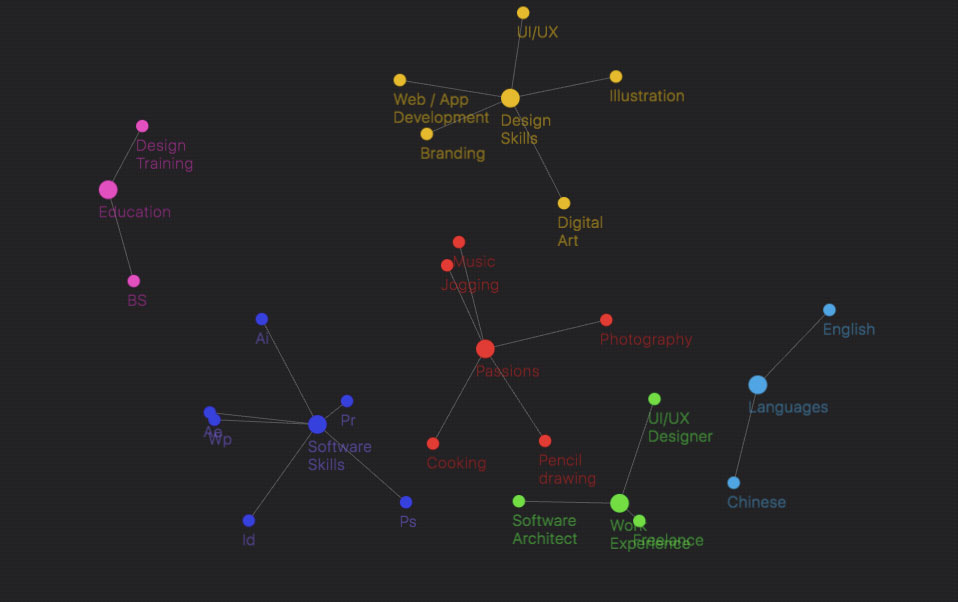 UI/UX
Web / App
Development
Illustration
Design
Skills
Branding
Digital
Art
Design
Training
Education
BS
Music
Jogging
Photography
Passions
Cooking
Pencil
drawing
Ai
Pr
Ae
Wp
Software
Skills
Id
Ps
English
Languages
Chinese
UI/UX
Designer
Software
Architect
Work
Experience
Freelance